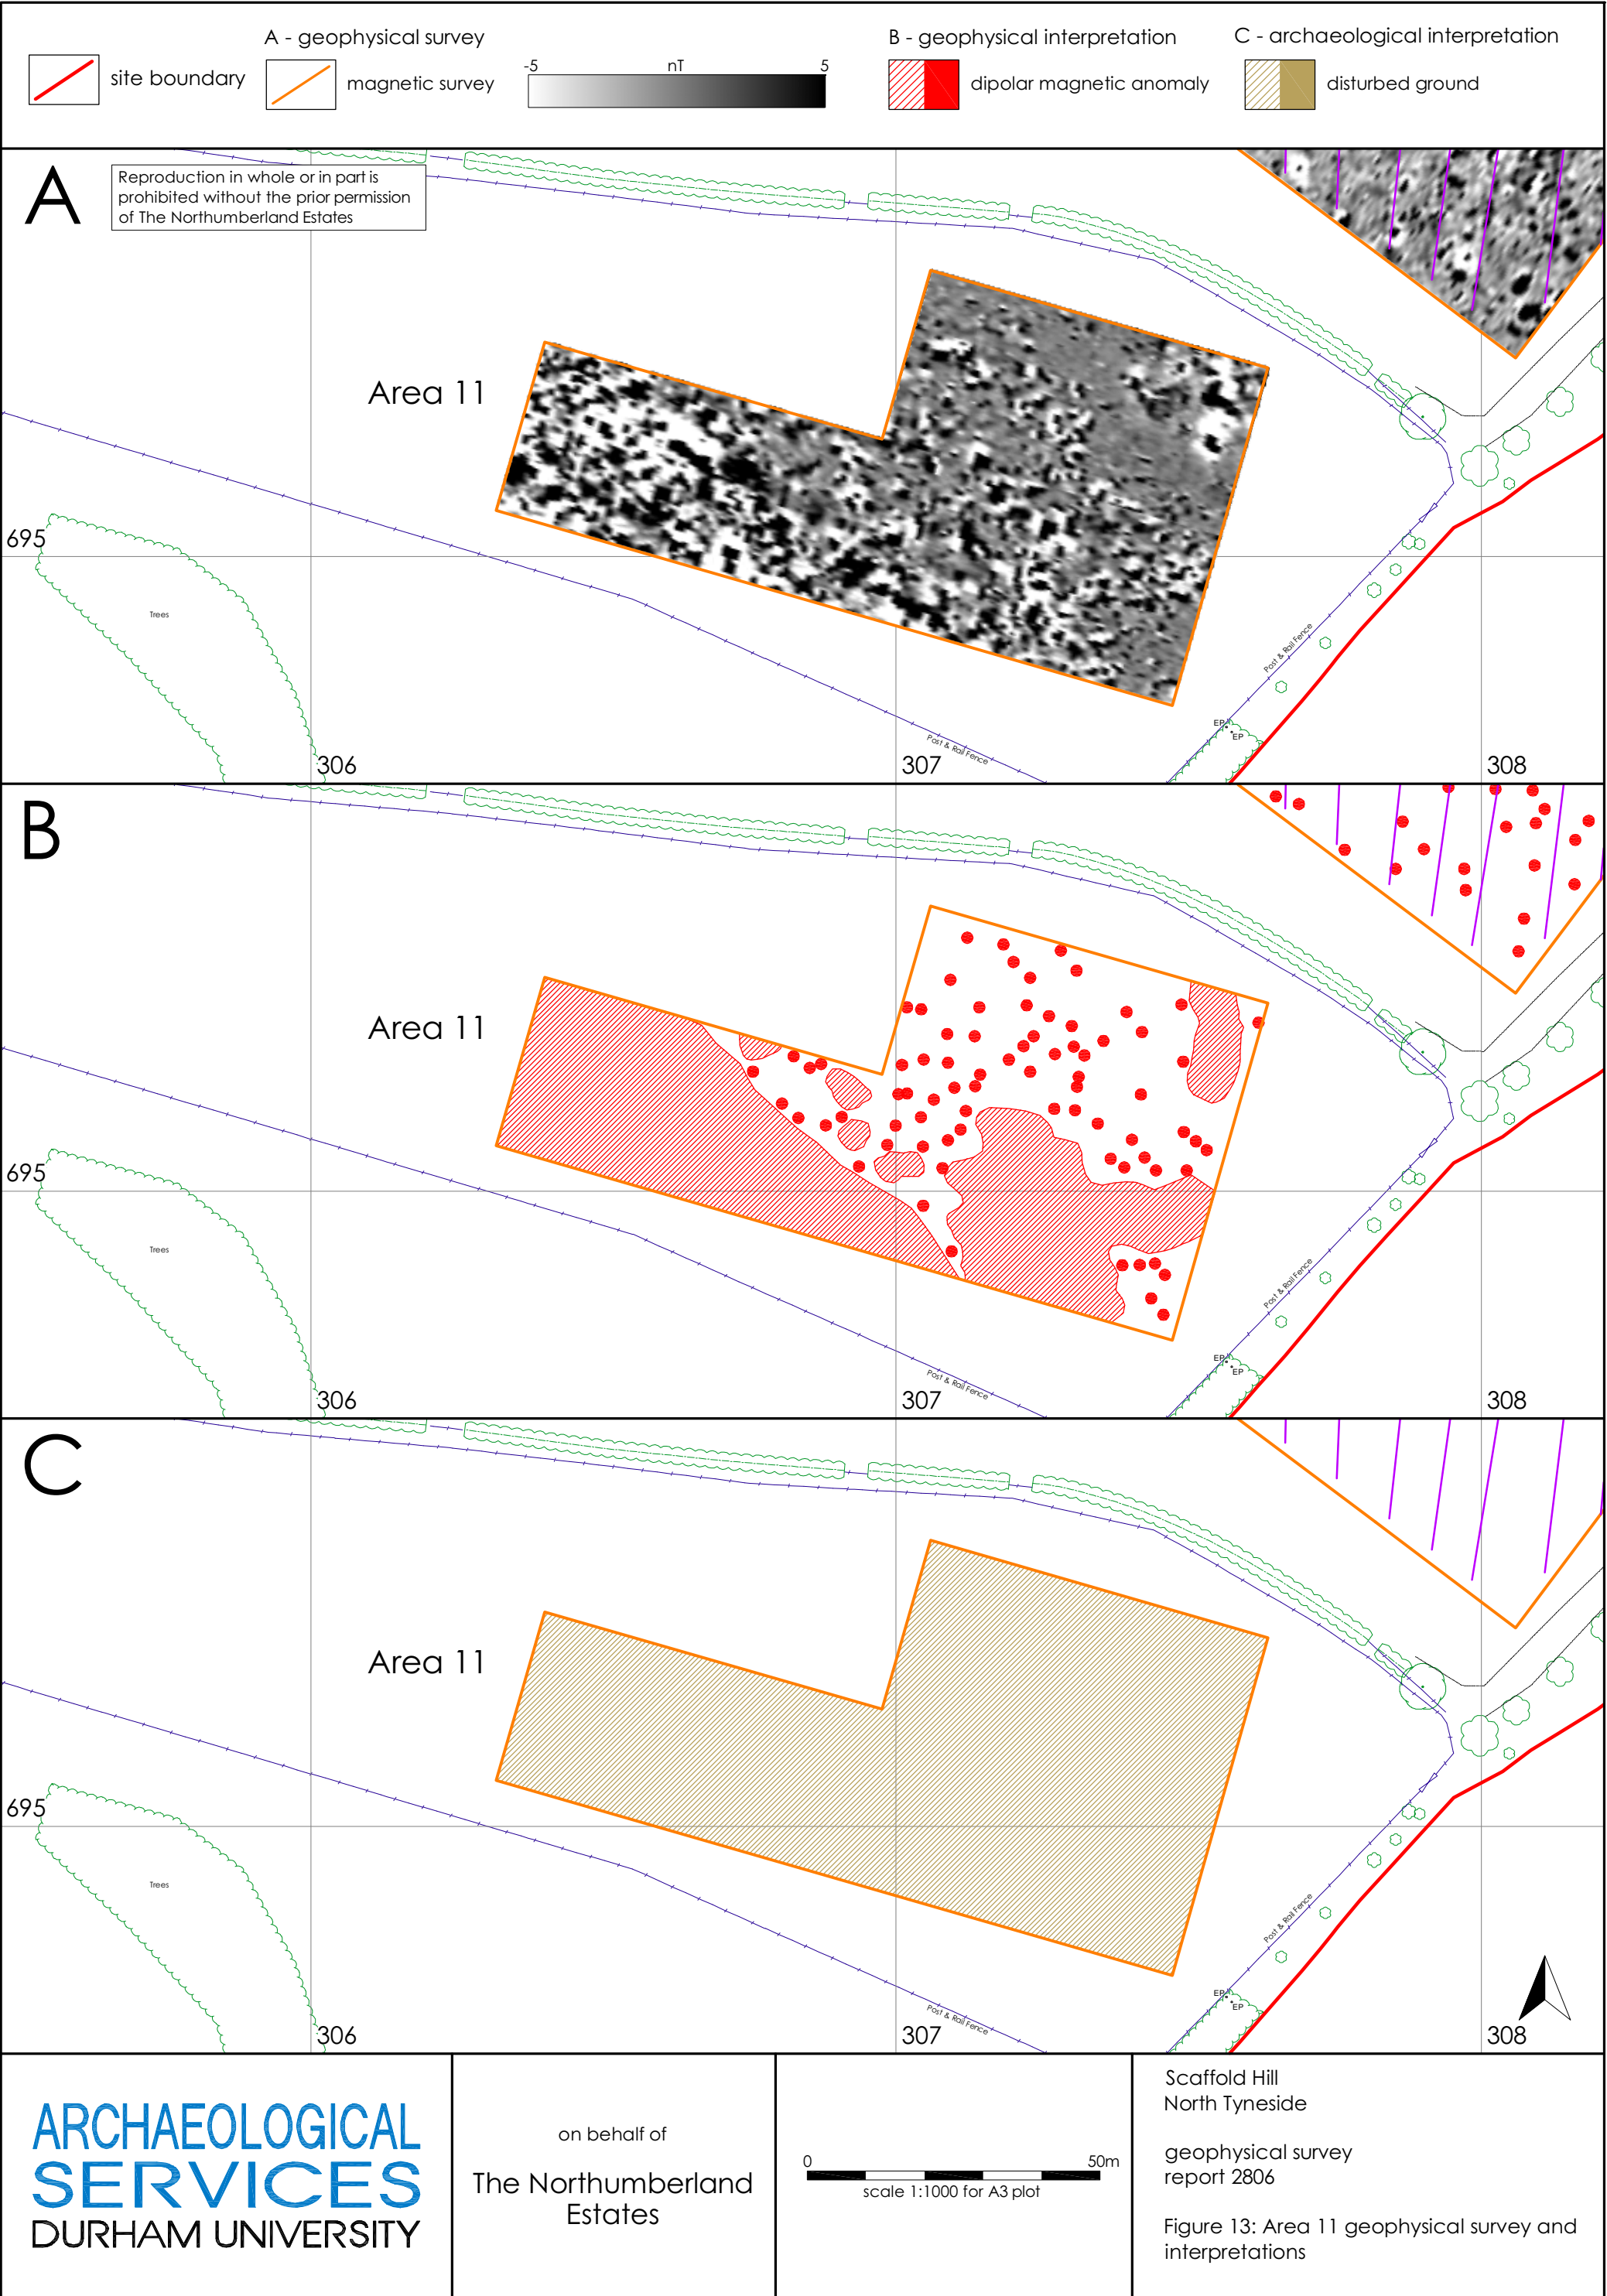 A - geophysical survey
B - geophysical interpretation
C - archaeological interpretation
site boundary
magnetic survey
-5 nT 5
dipolar magnetic anomaly
disturbed ground
A
Reproduction in whole or in part is
prohibited without the prior permission
of The Northumberland Estates
Area 11
695
Trees
Post & Rail Fence
EP
EP
Post & Rail Fence
306
307
308
B
Area 11
695
Trees
Post & Rail Fence
EP
EP
Post & Rail Fence
306
307
308
C
Area 11
695
Trees
Post & Rail Fence
EP
EP
Post & Rail Fence
306
307
308
ARCHAEOLOGICAL
SERVICES
DURHAM UNIVERSITY
on behalf of
The Northumberland
Estates
0 50m
scale 1:1000 for A3 plot
Scaffold Hill
North Tyneside
geophysical survey
report 2806
Figure 13: Area 11 geophysical survey and
interpretations